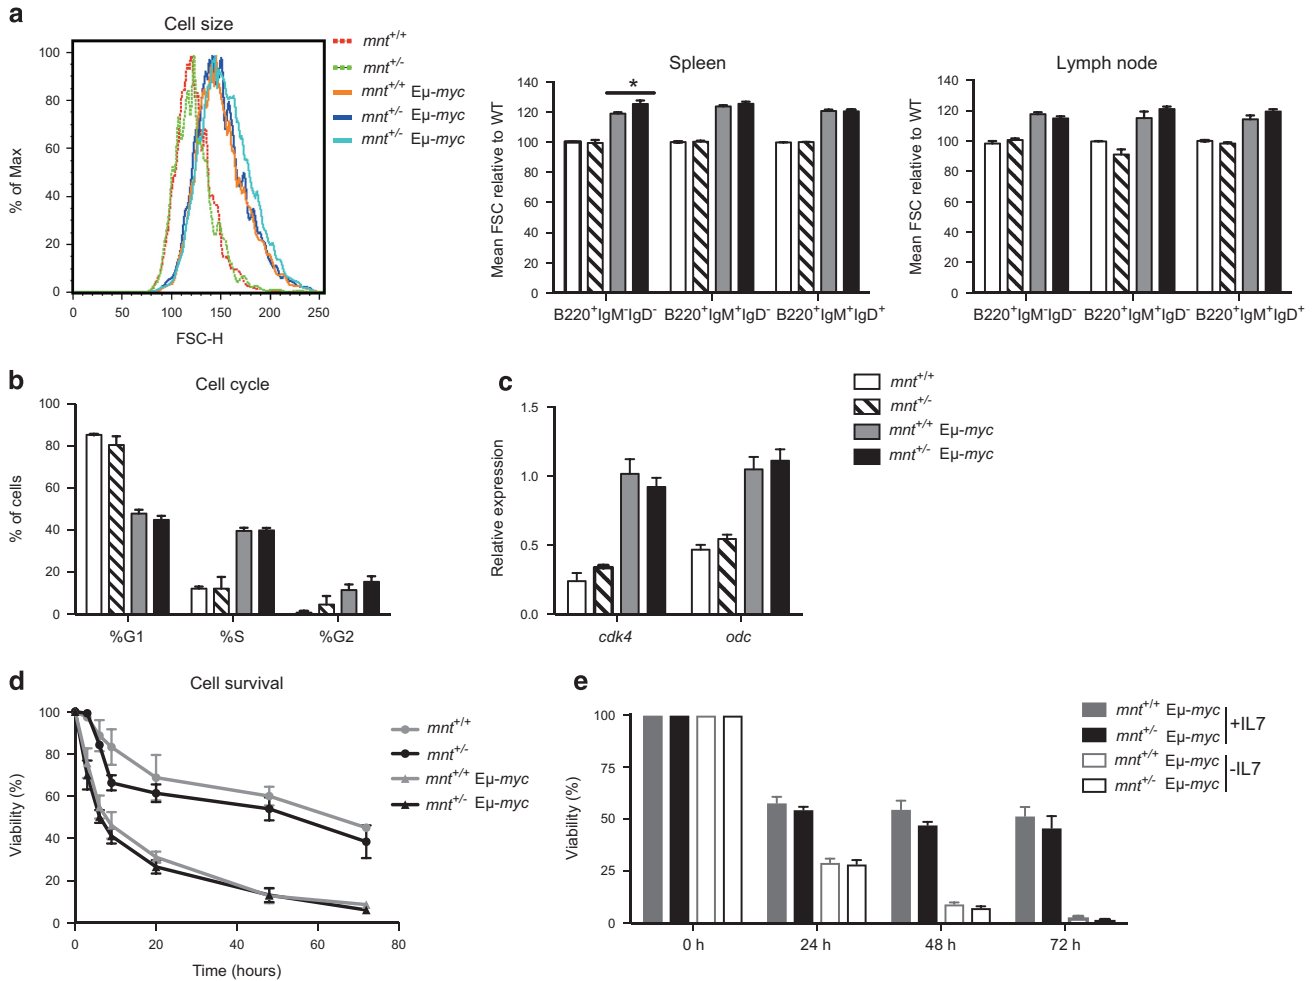 a
Cell size
% of Max
100
80
60
40
20
0
0 50 100 150 200 250
FSC-H
mnt+/+
mnt+/-
mnt+/+ Eμ-myc
mnt+/- Eμ-myc
mnt+/- Eμ-myc
Spleen
Mean FSC relative to WT
140
120
100
80
60
40
20
0
*
B220+IgM-IgD- B220+IgM+IgD- B220+IgM+IgD+
Lymph node
Mean FSC relative to WT
140
120
100
80
60
40
20
0
B220+IgM-IgD- B220+IgM+IgD- B220+IgM+IgD+
b
Cell cycle
% of cells
100
80
60
40
20
0
%G1 %S %G2
c
Relative expression
1.5
1.0
0.5
0.0
cdk4 odc
mnt+/+
mnt+/-
mnt+/+ Eμ-myc
mnt+/- Eμ-myc
d
Cell survival
Viability (%)
100
80
60
40
20
0
0 20 40 60 80
Time (hours)
mnt+/+
mnt+/-
mnt+/+ Eμ-myc
mnt+/- Eμ-myc
e
Viability (%)
100
75
50
25
0
0 h 24 h 48 h 72 h
mnt+/+ Eμ-myc
mnt+/- Eμ-myc
+IL7
mnt+/+ Eμ-myc
mnt+/- Eμ-myc
-IL7